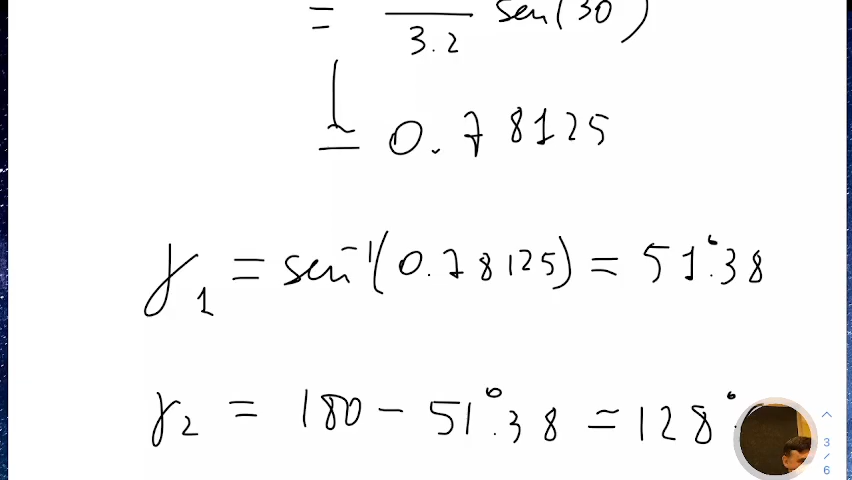 = ‾‾‾/3.2 sen(30)
≃ 0.78125
γ₁ = sen⁻¹(0.78125) = 51°.38
γ₂ = 180 - 51°.38 = 128°.
3
/
6